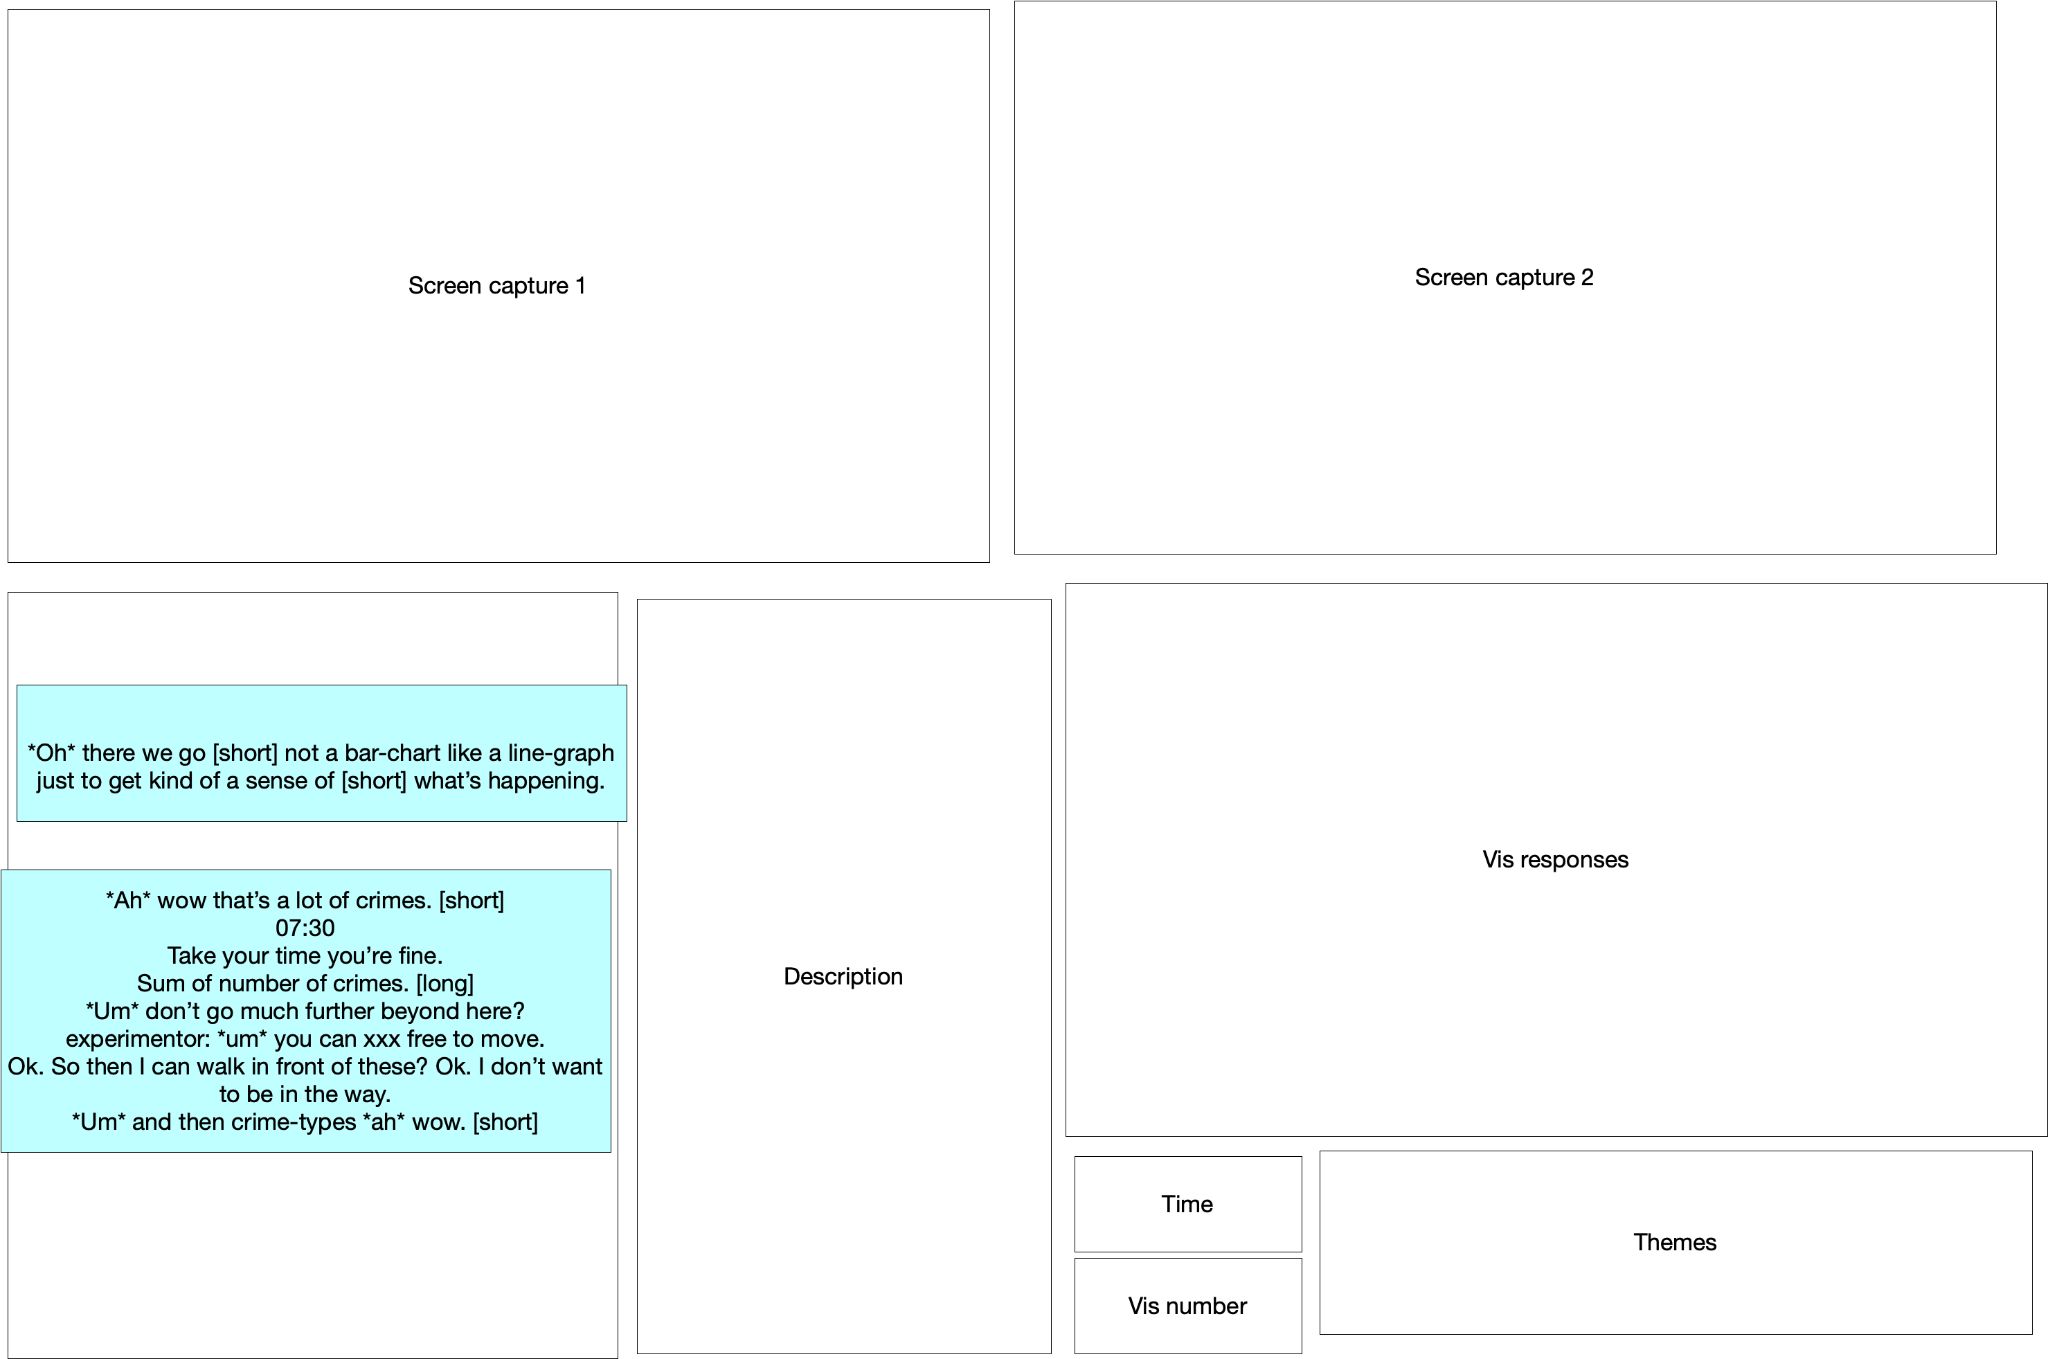 Screen capture 1
Screen capture 2
*Oh* there we go [short] not a bar-chart like a line-graph
just to get kind of a sense of [short] what’s happening.
*Ah* wow that’s a lot of crimes. [short]
07:30
Take your time you’re fine.
Sum of number of crimes. [long]
*Um* don’t go much further beyond here?
experimentor: *um* you can xxx free to move.
Ok. So then I can walk in front of these? Ok. I don’t want
to be in the way.
*Um* and then crime-types *ah* wow. [short]
Description
Vis responses
Time
Vis number
Themes